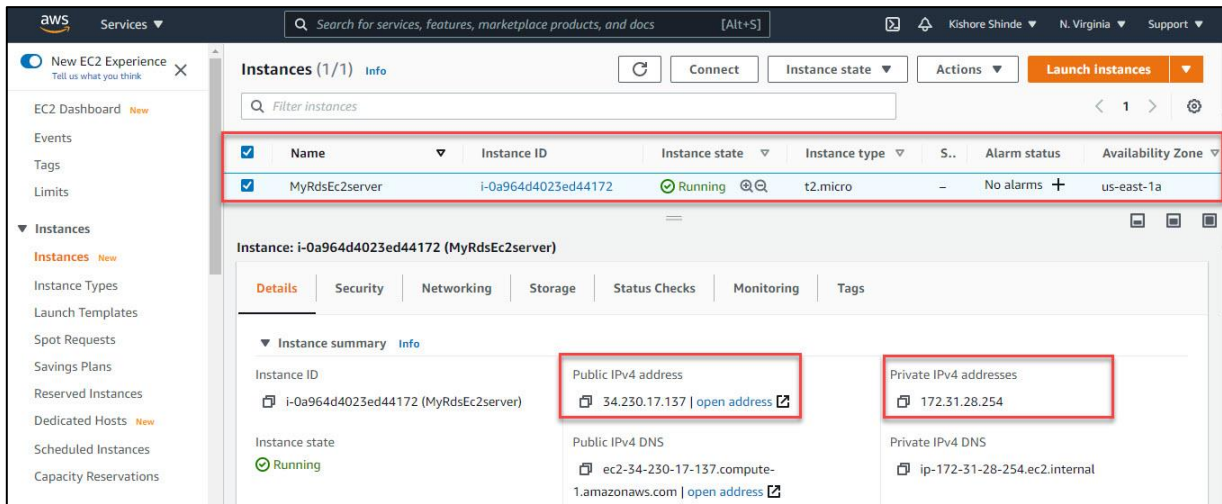 aws Services ▼ Search for services, features, marketplace products, and docs [Alt+S] Kishore Shinde ▼ N. Virginia ▼ Support ▼
New EC2 Experience
Tell us what you think
EC2 Dashboard New
Events
Tags
Limits
▼ Instances
Instances New
Instance Types
Launch Templates
Spot Requests
Savings Plans
Reserved Instances
Dedicated Hosts New
Scheduled Instances
Capacity Reservations
Instances (1/1) Info Connect Instance state ▼ Actions ▼ Launch instances ▼
Filter instances < 1 >
Name Instance ID Instance state Instance type S.. Alarm status Availability Zone
MyRdsEc2server i-0a964d4023ed44172 Running t2.micro – No alarms + us-east-1a
Instance: i-0a964d4023ed44172 (MyRdsEc2server)
Details Security Networking Storage Status Checks Monitoring Tags
▼ Instance summary Info
Instance ID Public IPv4 address Private IPv4 addresses
i-0a964d4023ed44172 (MyRdsEc2server) 34.230.17.137 | open address 172.31.28.254
Instance state Public IPv4 DNS Private IPv4 DNS
Running ec2-34-230-17-137.compute- ip-172-31-28-254.ec2.internal
1.amazonaws.com | open address